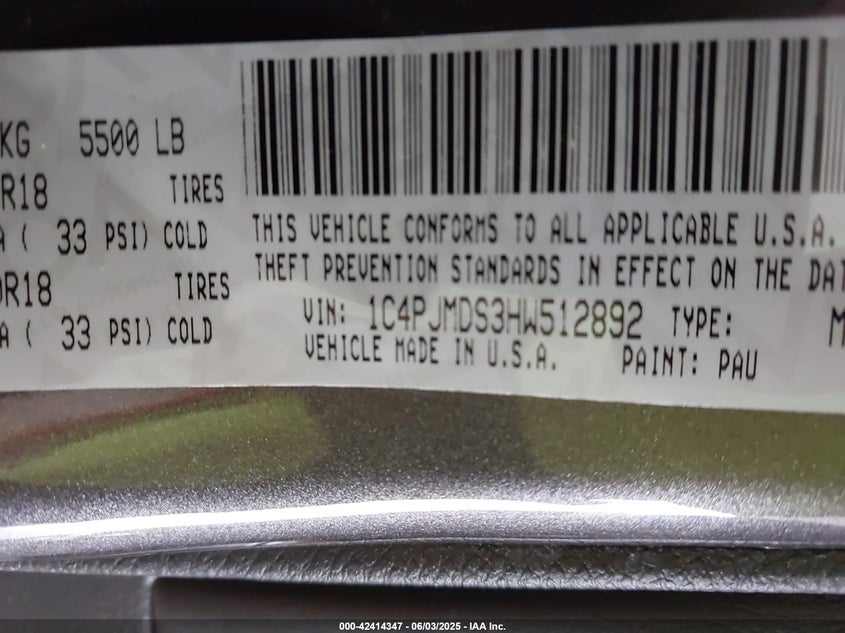 KG 5500 LB
R18 TIRES
( 33 PSI) COLD
R18 TIRES
( 33 PSI) COLD
THIS VEHICLE CONFORMS TO ALL APPLICABLE U.S.A.
THEFT PREVENTION STANDARDS IN EFFECT ON THE DAT
VIN: 1C4PJMDS3HW512892 TYPE: M
VEHICLE MADE IN U.S.A. PAINT: PAU
000-42414347 - 06/03/2025 - IAA Inc.